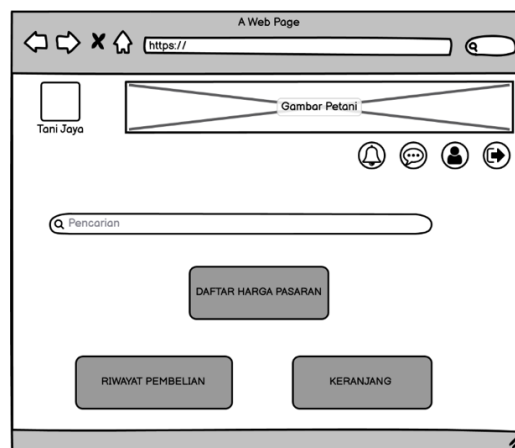 A Web Page
https://
Gambar Petani
Tani Jaya
Pencarian
DAFTAR HARGA PASARAN
RIWAYAT PEMBELIAN
KERANJANG